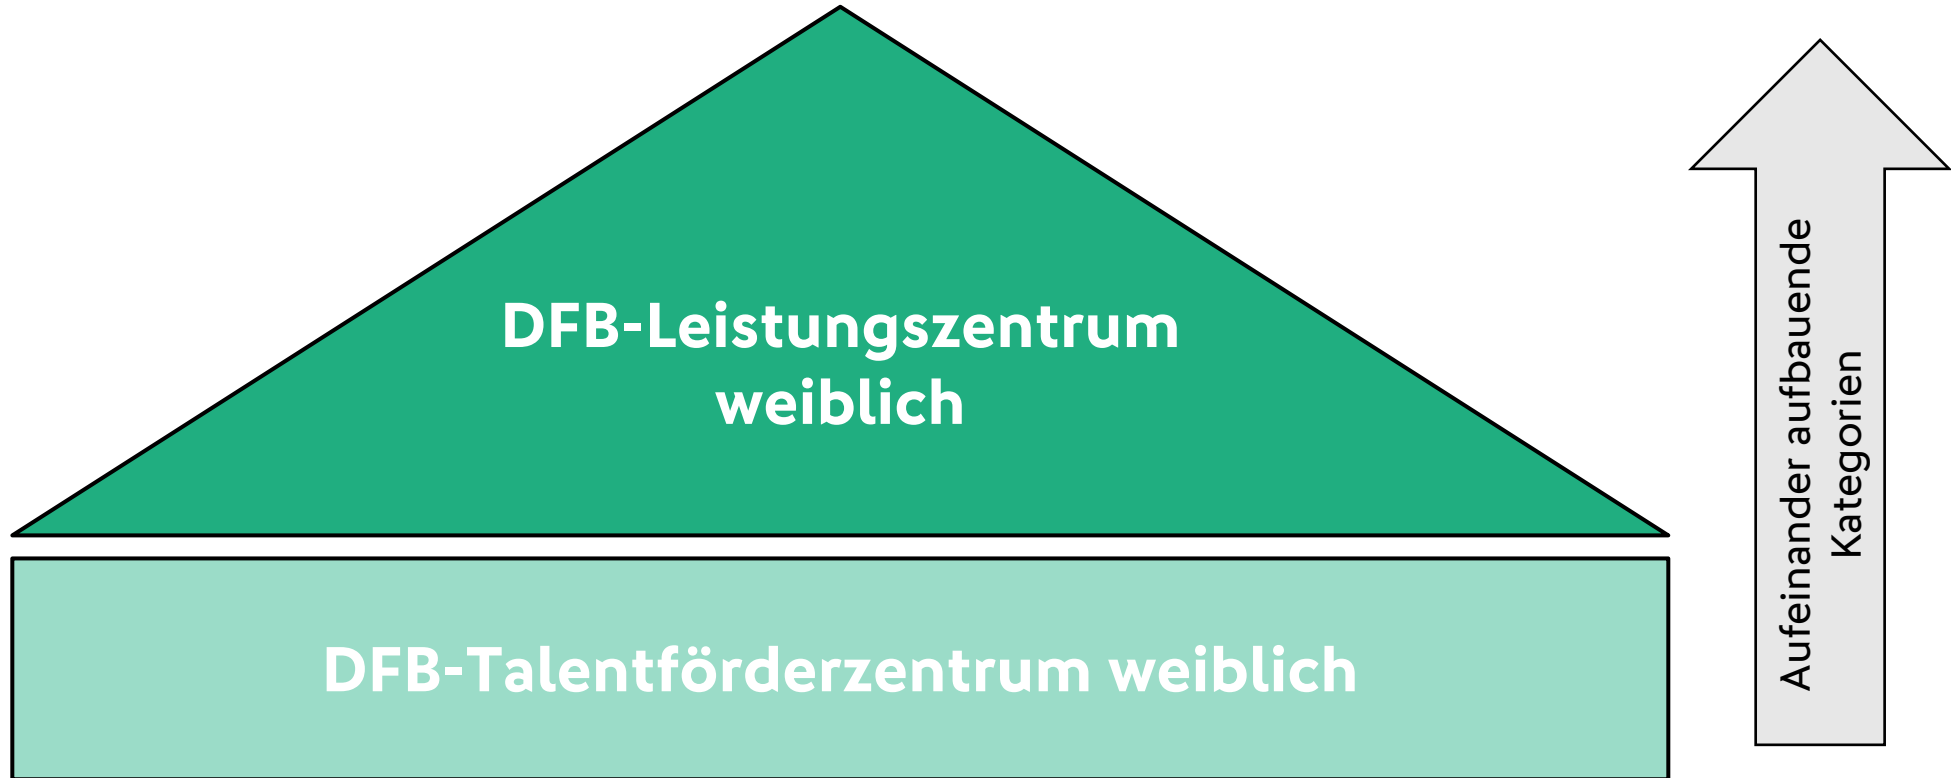 DFB-Leistungszentrum
weiblich
DFB-Talentförderzentrum weiblich
Aufeinander aufbauende
Kategorien